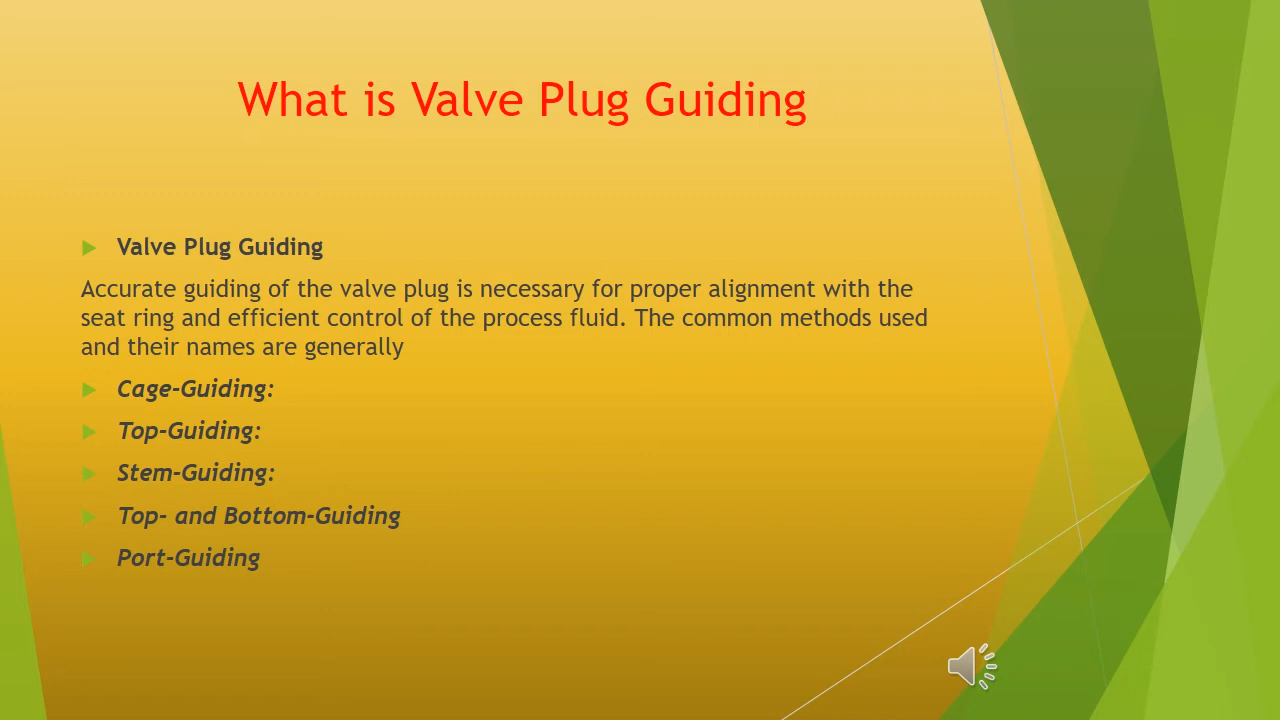 What is Valve Plug Guiding
Valve Plug Guiding
Accurate guiding of the valve plug is necessary for proper alignment with the
seat ring and efficient control of the process fluid. The common methods used
and their names are generally
Cage-Guiding:
Top-Guiding:
Stem-Guiding:
Top- and Bottom-Guiding
Port-Guiding